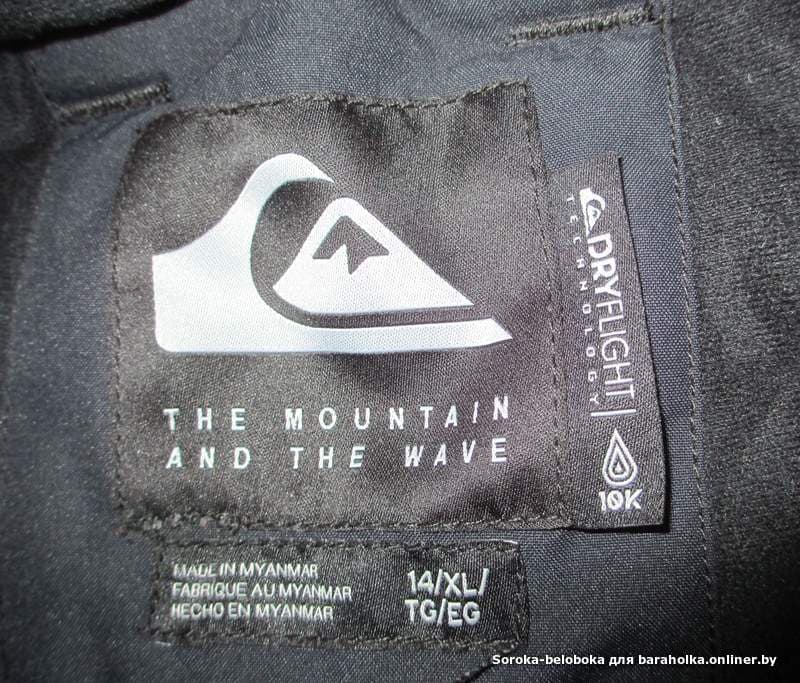 THE MOUNTAIN
AND THE WAVE
DRYFLIGHT
TECHNOLOGY
10K
MADE IN MYANMAR
FABRIQUE AU MYANMAR
HECHO EN MYANMAR
14/XL/
TG/EG
Soroka-beloboka для baraholka.onliner.by